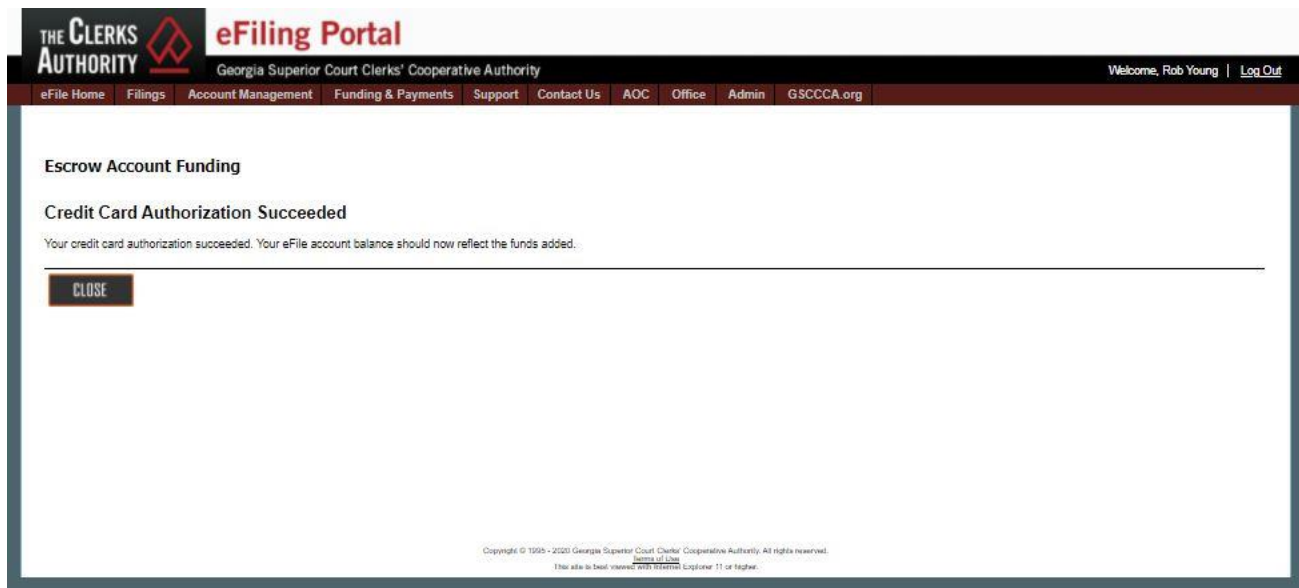 THE CLERKS
AUTHORITY
eFiling Portal
Georgia Superior Court Clerks' Cooperative Authority
Welcome, Rob Young | Log Out
eFile Home Filings Account Management Funding & Payments Support Contact Us AOC Office Admin GSCCCA.org
Escrow Account Funding
Credit Card Authorization Succeeded
Your credit card authorization succeeded. Your eFile account balance should now reflect the funds added.
CLOSE
Copyright © 1995 - 2020 Georgia Superior Court Clerks' Cooperative Authority. All rights reserved.
Terms of Use
This site is best viewed with Internet Explorer 11 or higher.